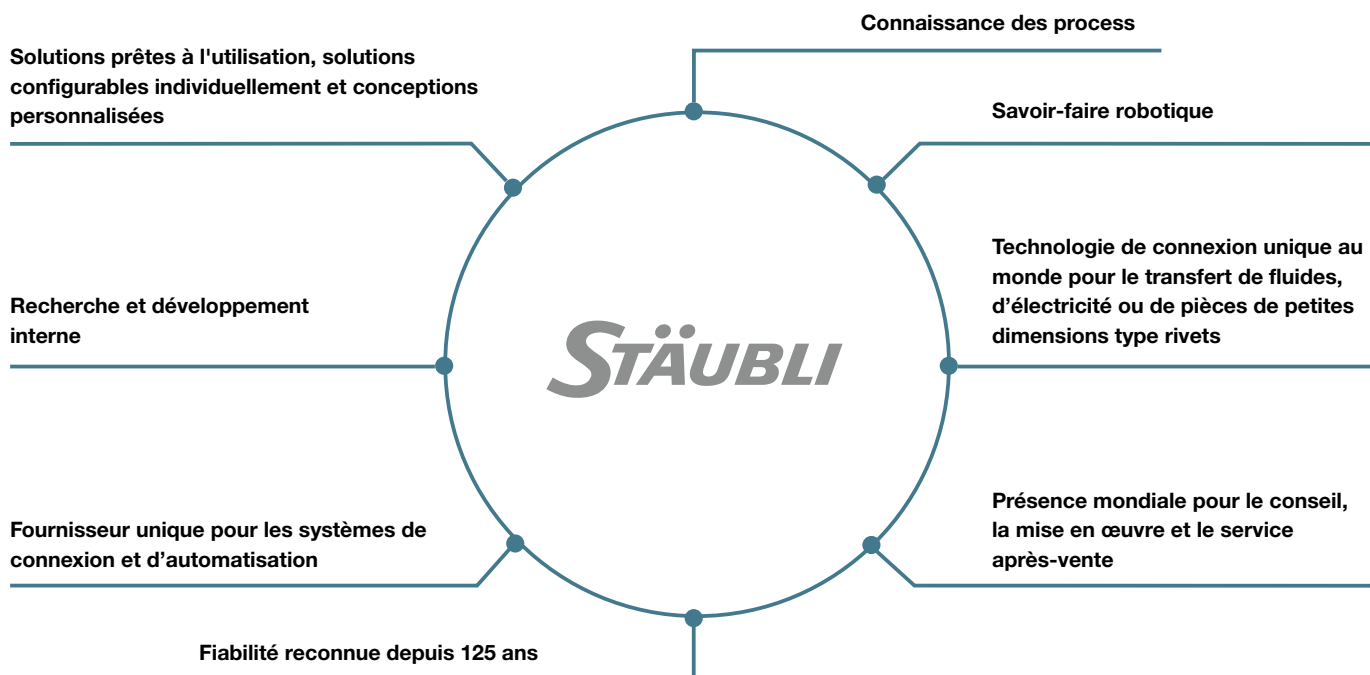 Connaissance des process
Solutions prêtes à l'utilisation, solutions
configurables individuellement et conceptions
personnalisées
Savoir-faire robotique
Technologie de connexion unique au
monde pour le transfert de fluides,
d’électricité ou de pièces de petites
dimensions type rivets
Recherche et développement
interne
STÄUBLI
Présence mondiale pour le conseil,
la mise en œuvre et le service
après-vente
Fournisseur unique pour les systèmes de
connexion et d’automatisation
Fiabilité reconnue depuis 125 ans